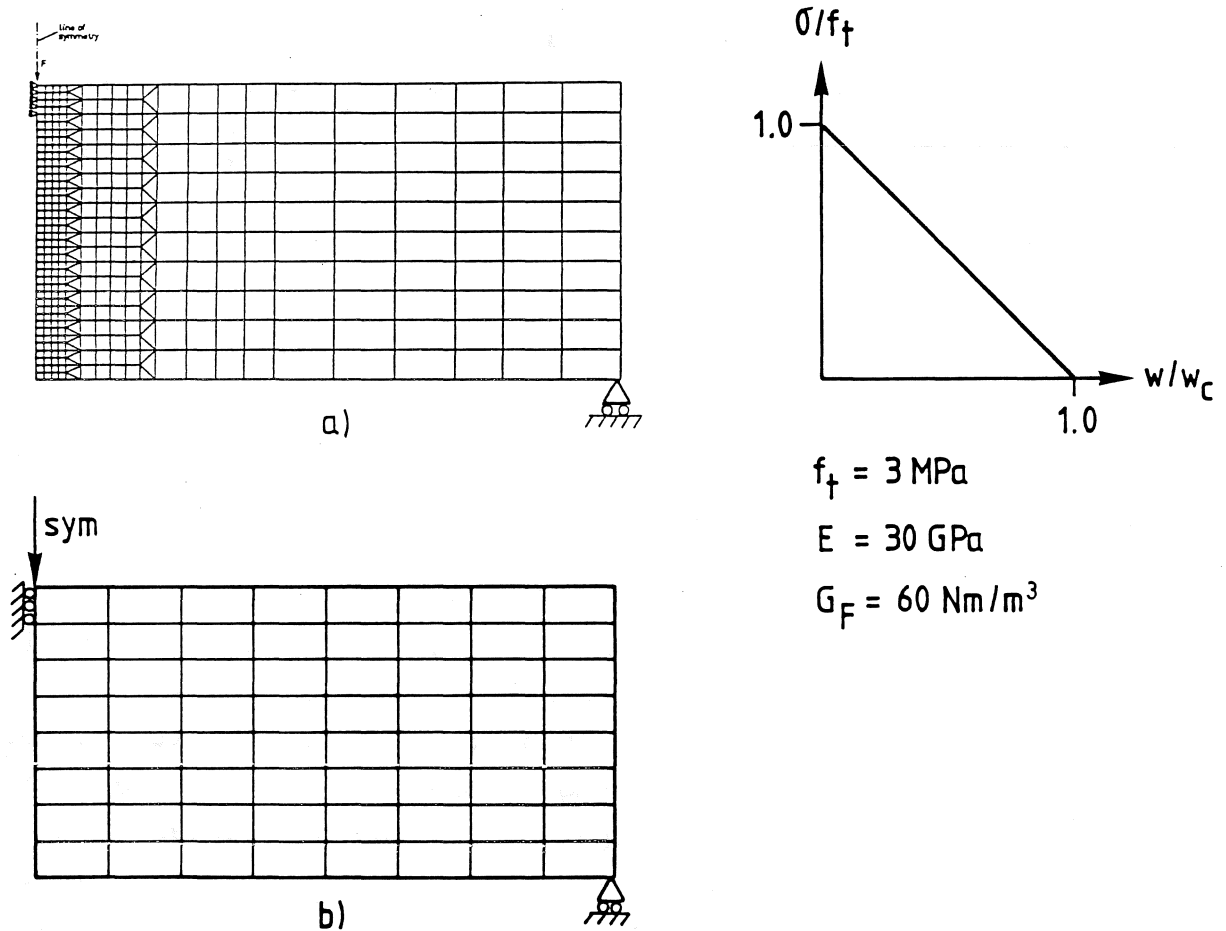 line of
symmetry
F
a)
sym
b)
σ/f_t
1.0
w/w_c
1.0
f_t = 3 MPa
E = 30 GPa
G_F = 60 Nm/m³